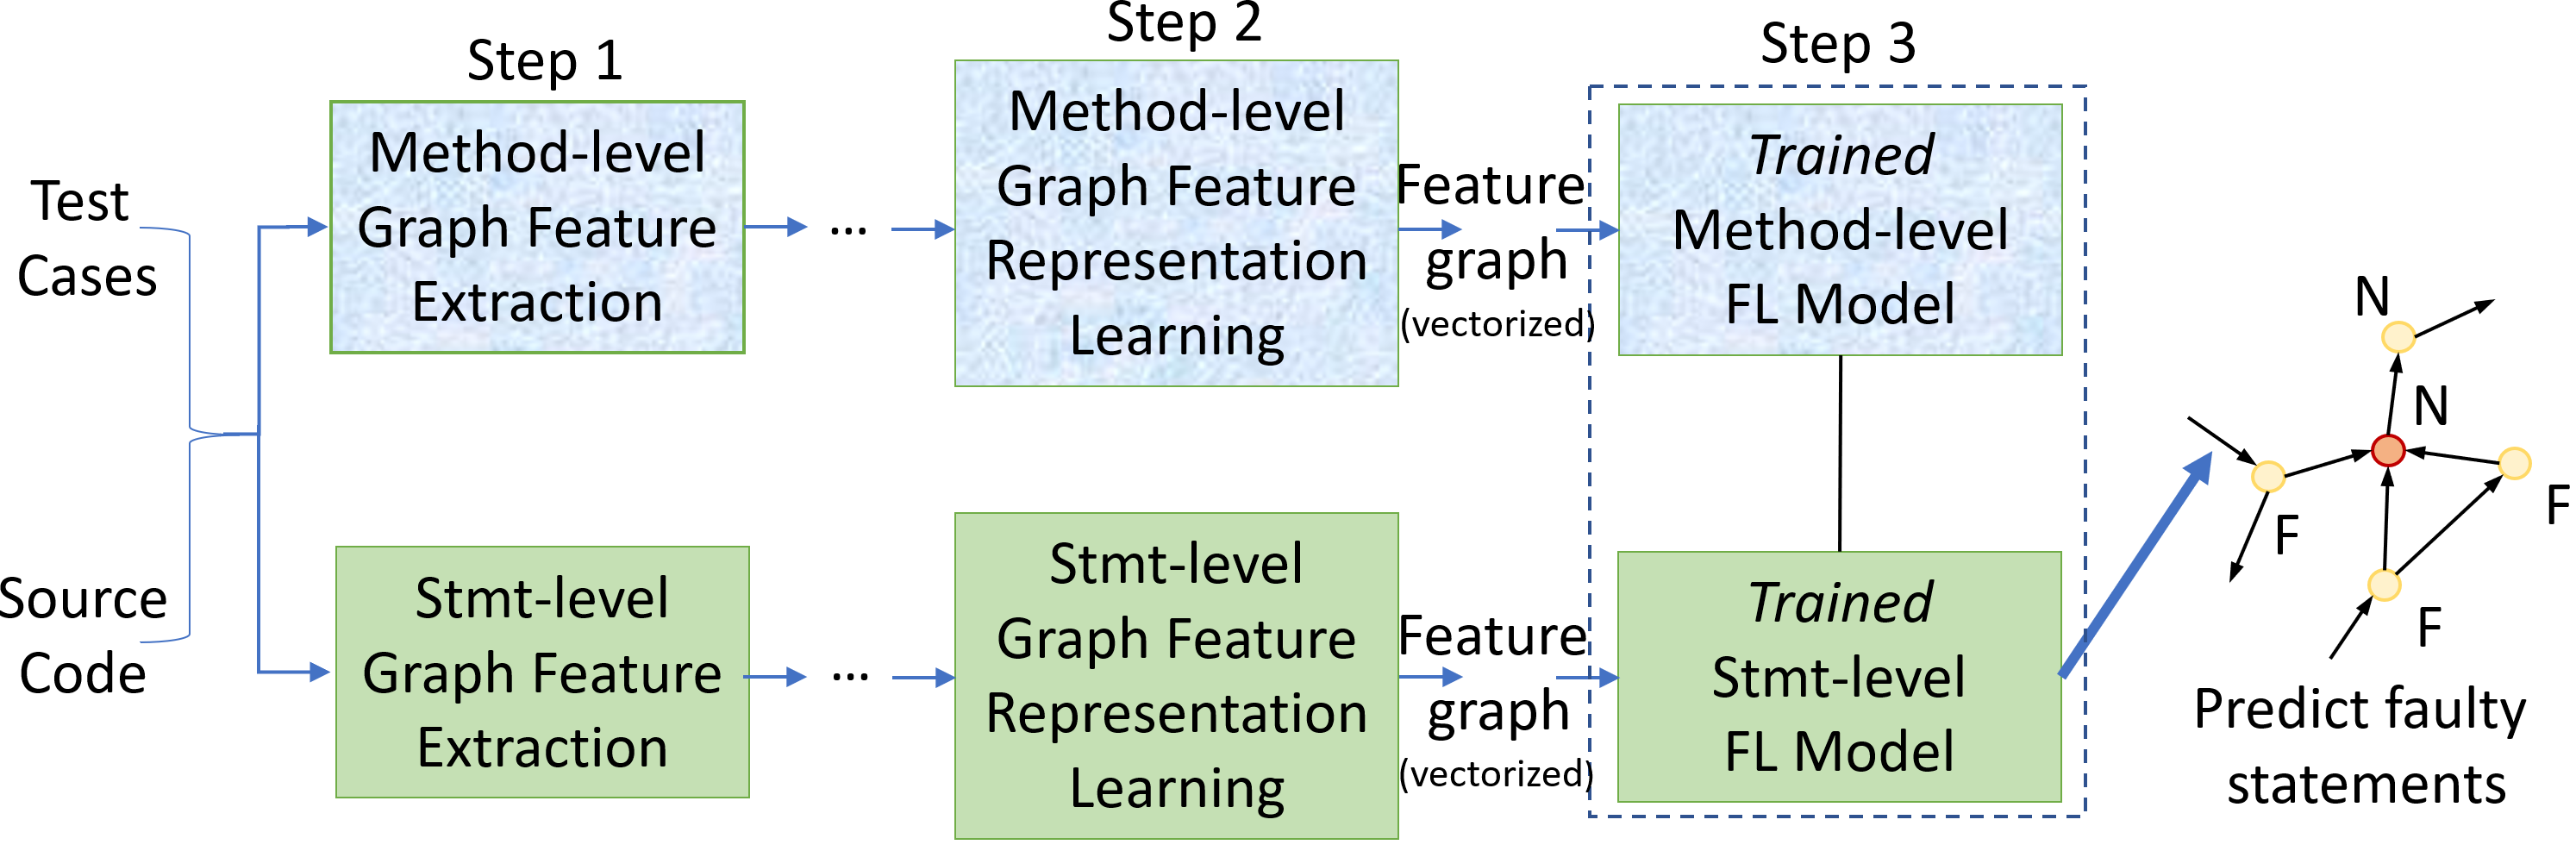 Step 1
Step 2
Step 3
Test
Cases
Source
Code
Method-level
Graph Feature
Extraction
...
Method-level
Graph Feature
Representation
Learning
Feature
graph
(vectorized)
Trained
Method-level
FL Model
Stmt-level
Graph Feature
Extraction
...
Stmt-level
Graph Feature
Representation
Learning
Feature
graph
(vectorized)
Trained
Stmt-level
FL Model
N
N
F
F
F
Predict faulty
statements